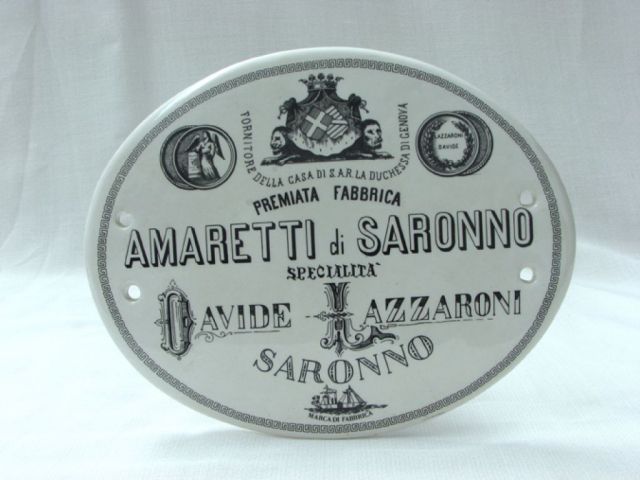 TORNITORE DELLA CASA DI S.A.R. LA DUCHESSA DI GENOVA
LAZZARONI
DAVIDE
PREMIATA FABBRICA
AMARETTI di SARONNO
SPECIALITA'
DAVIDE LAZZARONI
SARONNO
MARCA DI FABBRICA